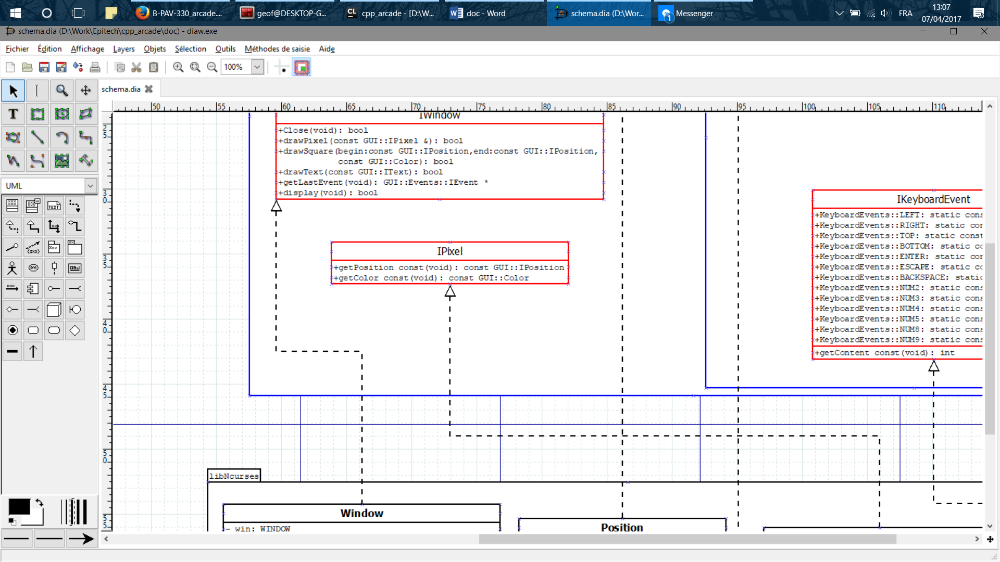 B-PAV-330_arcade....
geof@DESKTOP-G...
cpp_arcade - [D:\W...
doc - Word
schema.dia (D:\Wor...
1
Messenger
FRA
13:07
07/04/2017
schema.dia (D:\Work\Epitech\cpp_arcade\doc) - diaw.exe
Fichier Édition Affichage Layers Objets Sélection Outils Méthodes de saisie Aide
100%
schema.dia
50 55 60 65 70 75 80 85 90 95 100 105 110
25
30
35
40
45
50
55
T
UML
IWindow
+Close(void): bool
+drawPixel(const GUI::IPixel &): bool
+drawSquare(begin:const GUI::IPosition,end:const GUI::IPosition,
const GUI::Color): bool
+drawText(const GUI::IText): bool
+getLastEvent(void): GUI::Events::IEvent *
+display(void): bool
IPixel
+getPosition const(void): const GUI::IPosition
+getColor const(void): const GUI::Color
IKeyboardEvent
+KeyboardEvents::LEFT: static cons
+KeyboardEvents::RIGHT: static cor
+KeyboardEvents::TOP: static const
+KeyboardEvents::BOTTOM: static cc
+KeyboardEvents::ENTER: static cor
+KeyboardEvents::ESCAPE: static cc
+KeyboardEvents::BACKSPACE: static
+KeyboardEvents::NUM2: static cons
+KeyboardEvents::NUM3: static cons
+KeyboardEvents::NUM4: static cons
+KeyboardEvents::NUM5: static cons
+KeyboardEvents::NUM8: static cons
+KeyboardEvents::NUM9: static cons
+getContent const(void): int
libNcurses
Window
- win: WINDOW
Position